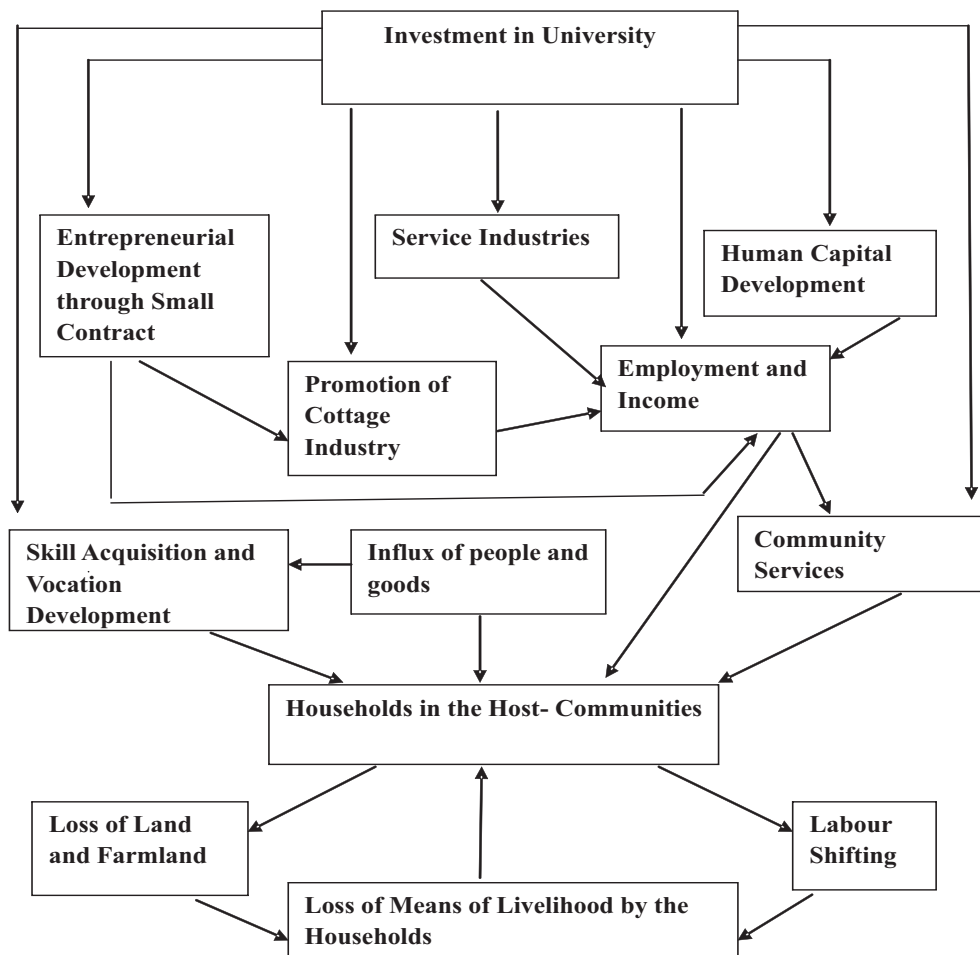 Investment in University
Entrepreneurial
Development
through Small
Contract
Service Industries
Human Capital
Development
Promotion of
Cottage
Industry
Employment and
Income
Skill Acquisition and
Vocation
Development
Influx of people and
goods
Community
Services
Households in the Host- Communities
Loss of Land
and Farmland
Labour
Shifting
Loss of Means of Livelihood by the
Households